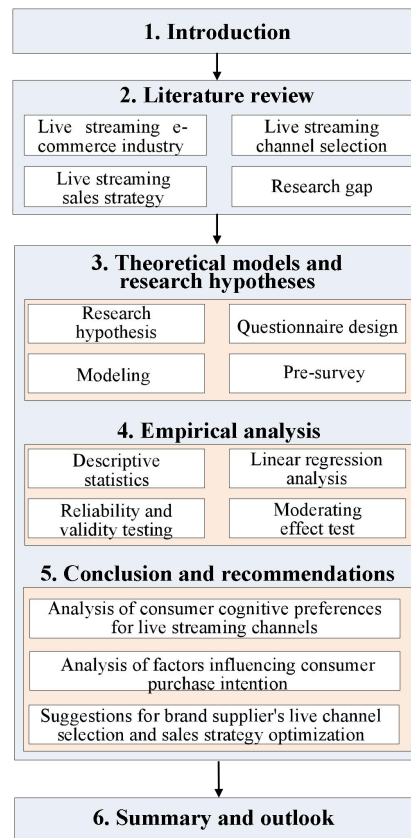 1. Introduction
2. Literature review
Live streaming e-
commerce industry
Live streaming
channel selection
Live streaming
sales strategy
Research gap
3. Theoretical models and
research hypotheses
Research
hypothesis
Questionnaire design
Modeling
Pre-survey
4. Empirical analysis
Descriptive
statistics
Linear regression
analysis
Reliability and
validity testing
Moderating
effect test
5. Conclusion and recommendations
Analysis of consumer cognitive preferences
for live streaming channels
Analysis of factors influencing consumer
purchase intention
Suggestions for brand supplier's live channel
selection and sales strategy optimization
6. Summary and outlook